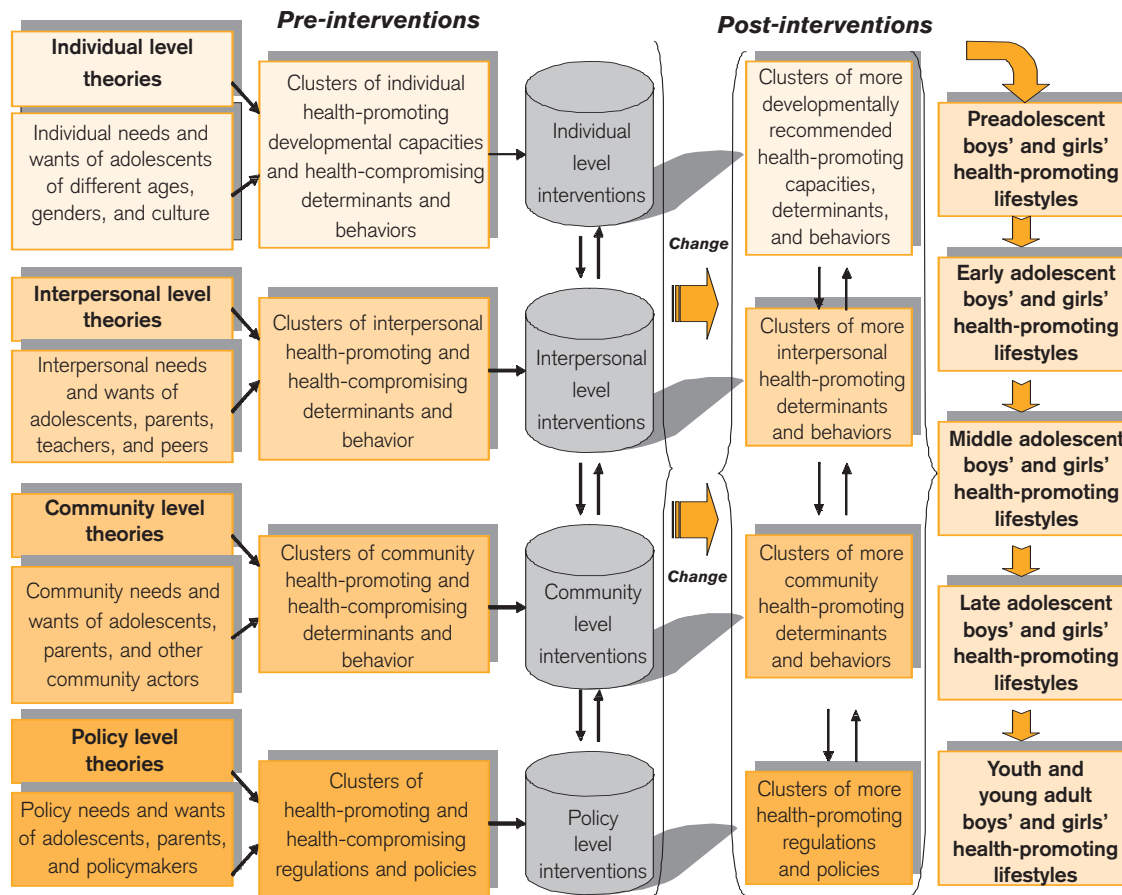 Pre-interventions
Post-interventions
Individual level
theories
Individual needs and
wants of adolescents
of different ages,
genders, and culture
Clusters of individual
health-promoting
developmental capacities
and health-compromising
determinants and
behaviors
Individual
level
interventions
Clusters of more
developmentally
recommended
health-promoting
capacities,
determinants,
and behaviors
Preadolescent
boys’ and girls’
health-promoting
lifestyles
Change
Interpersonal level
theories
Interpersonal needs
and wants of
adolescents, parents,
teachers, and peers
Clusters of interpersonal
health-promoting and
health-compromising
determinants and
behavior
Interpersonal
level
interventions
Clusters of more
interpersonal
health-promoting
determinants
and behaviors
Early adolescent
boys’ and girls’
health-promoting
lifestyles
Middle adolescent
boys’ and girls’
health-promoting
lifestyles
Community level
theories
Community needs and
wants of adolescents,
parents, and other
community actors
Clusters of community
health-promoting and
health-compromising
determinants and
behavior
Community
level
interventions
Change
Clusters of more
community
health-promoting
determinants
and behaviors
Late adolescent
boys’ and girls’
health-promoting
lifestyles
Policy level
theories
Policy needs and wants
of adolescents, parents,
and policymakers
Clusters of
health-promoting and
health-compromising
regulations and policies
Policy
level
interventions
Clusters of more
health-promoting
regulations
and policies
Youth and
young adult
boys’ and girls’
health-promoting
lifestyles